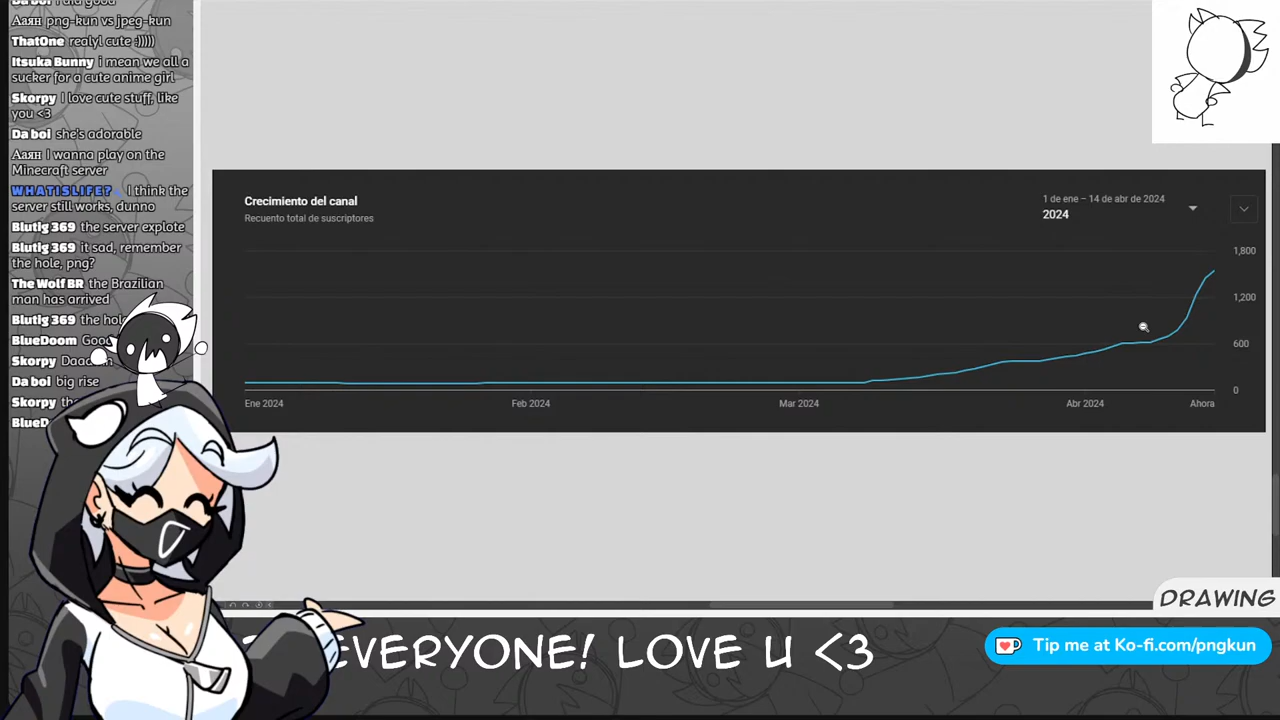 Aаян png-kun vs jpeg-kun
ThatOne realyl cute :)))))
Itsuka Bunny i mean we all a
sucker for a cute anime girl
Skorpy I love cute stuff, like
you <3
Da boi she's adorable
Aаян I wanna play on the
Minecraft server
WHATISLIFE? I think the
server still works, dunno
Blutig 369 the server explote
Blutig 369 it sad, remember
the hole, png?
The Wolf BR the Brazilian
man has arrived
Blutig 369 the
BlueDoom
Skorpy
Da boi big rise
Skorpy
Crecimiento del canal
Recuento total de suscriptores
1 de ene – 14 de abr de 2024
2024
1,800
1,200
600
0
Ene 2024
Feb 2024
Mar 2024
Abr 2024
Ahora
DRAWING
EVERYONE! LOVE U <3
Tip me at Ko-fi.com/pngkun